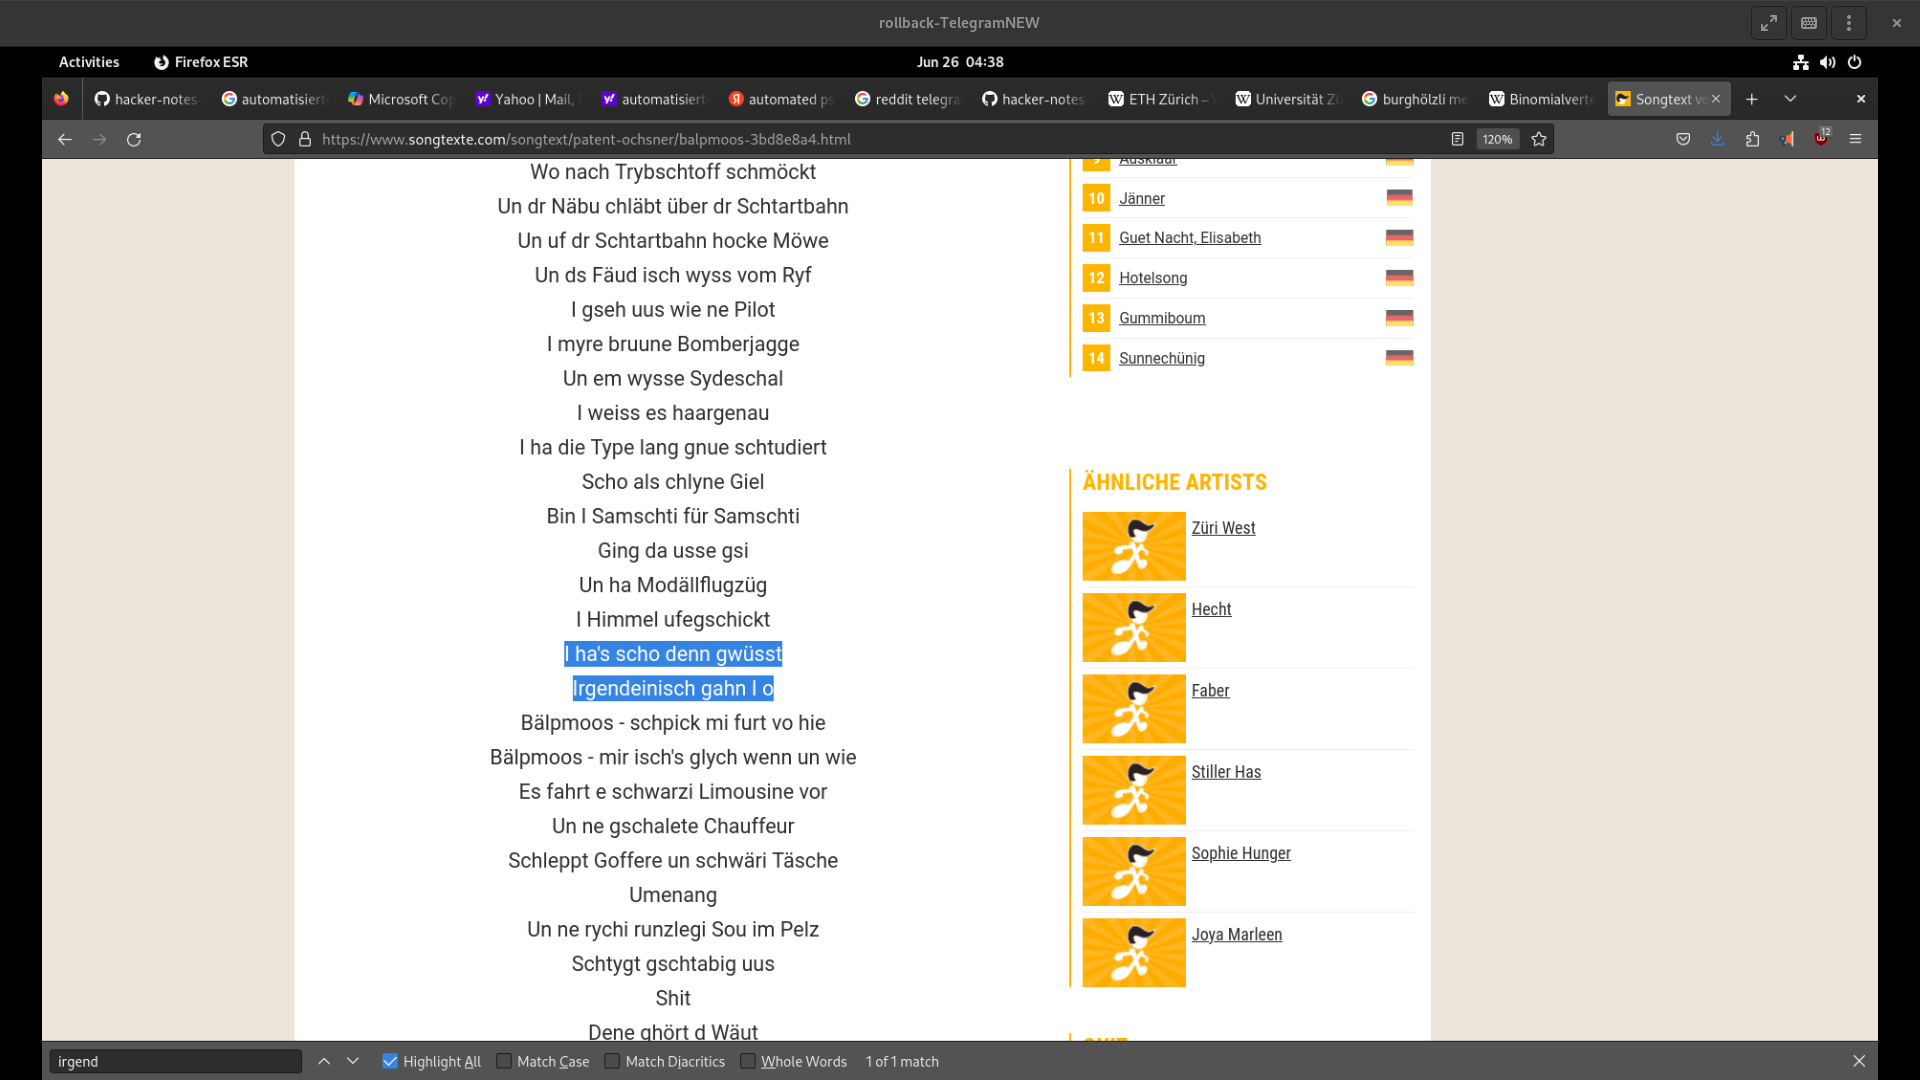 rollback-TelegramNEW
Activities
Firefox ESR
Jun 26 04:38
hacker-notes
automatisiert
Microsoft Cop
Yahoo | Mail,
automatisiert
automated ps
reddit telegra
hacker-notes
ETH Zürich –
Universität Zü
burghölzli me
Binomialverte
Songtext vo
https://www.songtexte.com/songtext/patent-ochsner/balpmoos-3bd8e8a4.html
120%
12
Wo nach Trybschtoff schmöckt
Un dr Näbu chläbt über dr Schtartbahn
Un uf dr Schtartbahn hocke Möwe
Un ds Fäud isch wyss vom Ryf
I gseh uus wie ne Pilot
I myre bruune Bomberjagge
Un em wysse Sydeschal
I weiss es haargenau
I ha die Type lang gnue schtudiert
Scho als chlyne Giel
Bin I Samschti für Samschti
Ging da usse gsi
Un ha Modällflugzüg
I Himmel ufegschickt
I ha's scho denn gwüsst
Irgendeinisch gahn I o
Bälpmoos - schpick mi furt vo hie
Bälpmoos - mir isch's glych wenn un wie
Es fahrt e schwarzi Limousine vor
Un ne gschalete Chauffeur
Schleppt Goffere un schwäri Täsche
Umenang
Un ne rychi runzlegi Sou im Pelz
Schtygt gschtabig uus
Shit
Dene ghört d Wäut
9 Ausklaar
10 Jänner
11 Guet Nacht, Elisabeth
12 Hotelsong
13 Gummiboum
14 Sunnechünig
ÄHNLICHE ARTISTS
Züri West
Hecht
Faber
Stiller Has
Sophie Hunger
Joya Marleen
irgend
Highlight All
Match Case
Match Diacritics
Whole Words
1 of 1 match